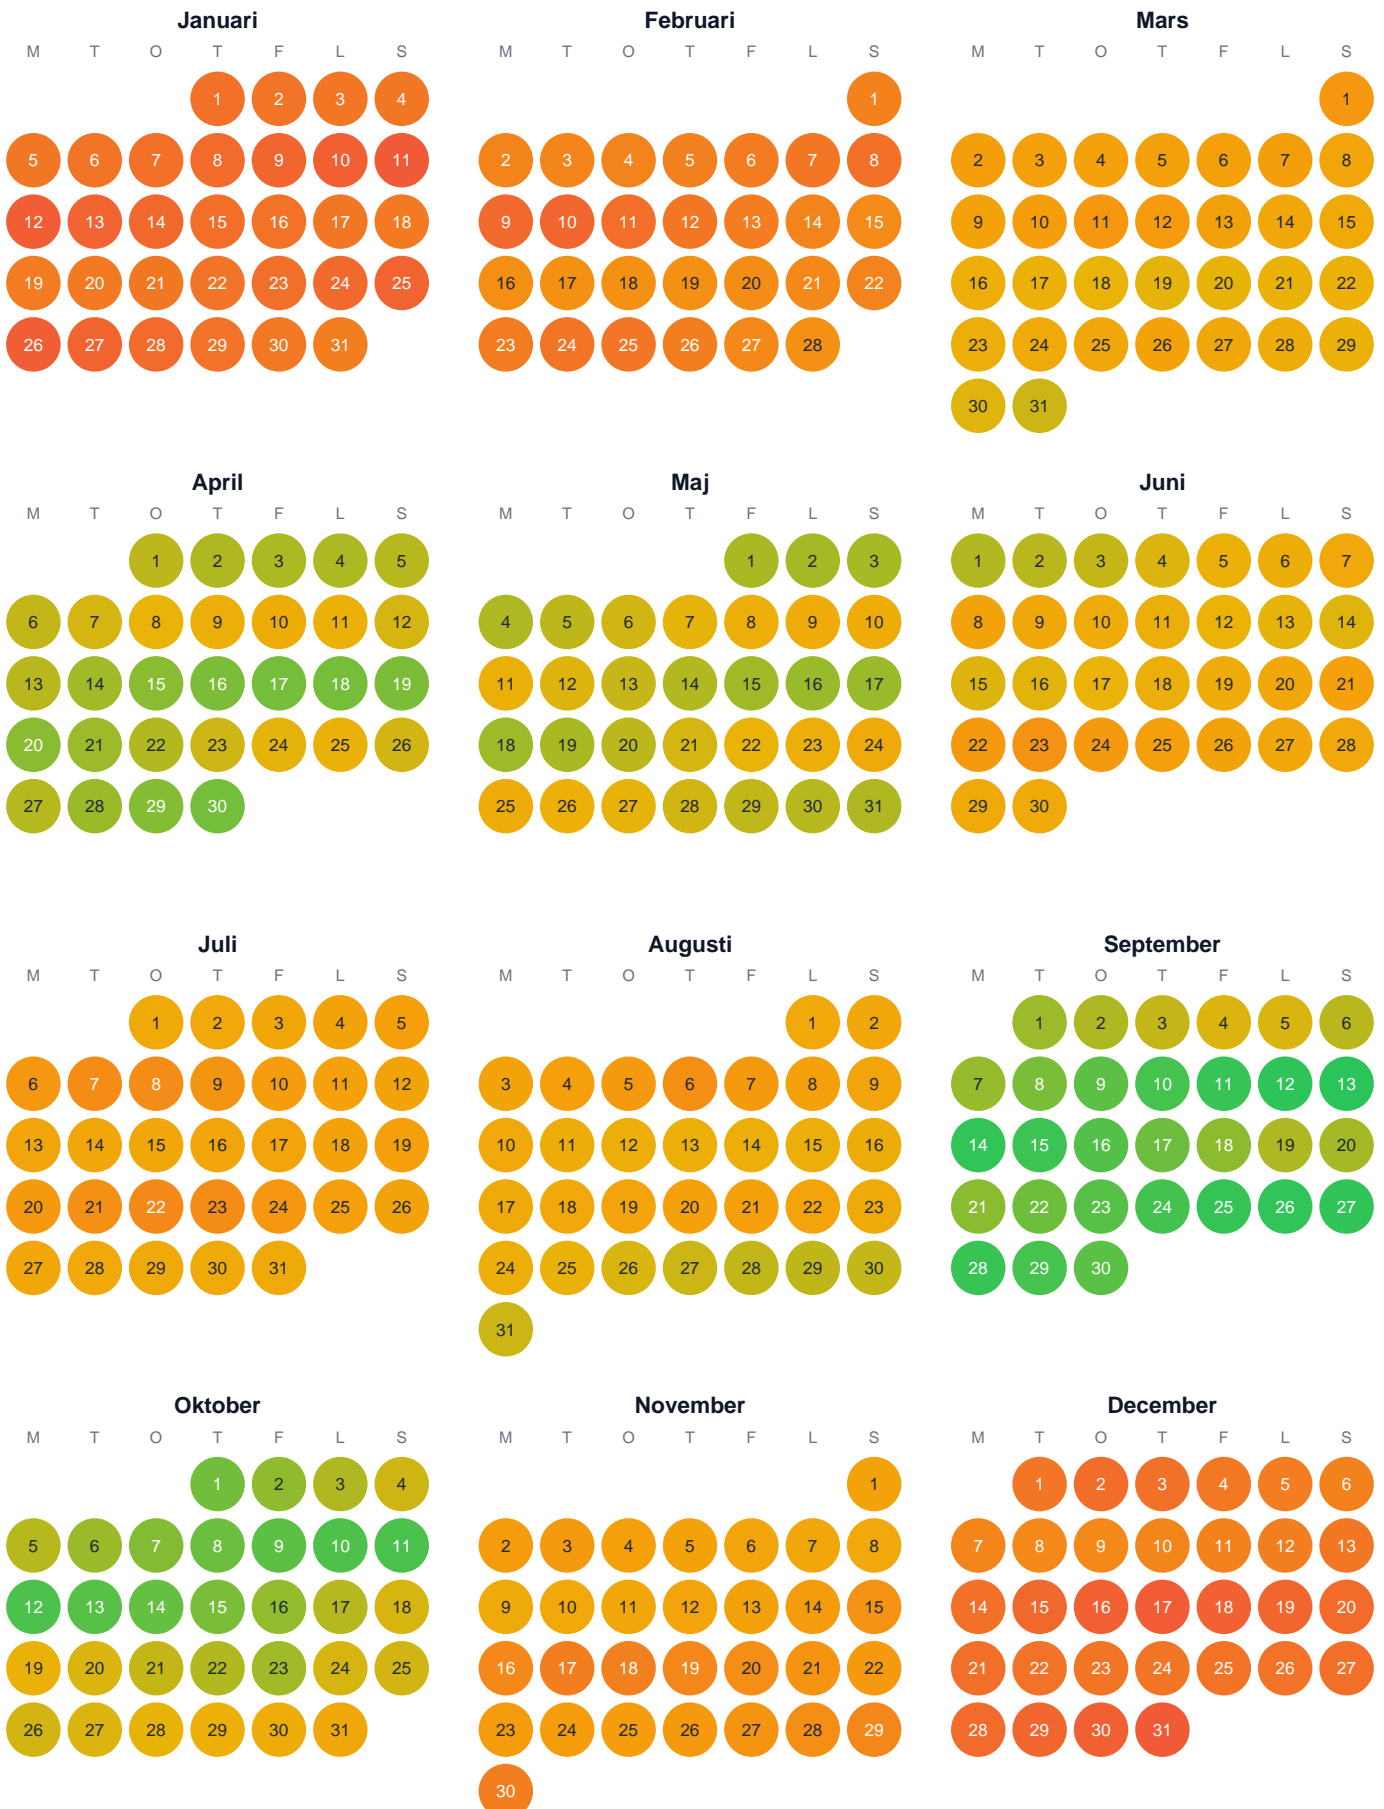 Januari Februari Mars
M T O T F L S M T O T F L S M T O T F L S
1 2 3 4 1 1
5 6 7 8 9 10 11 2 3 4 5 6 7 8 2 3 4 5 6 7 8
12 13 14 15 16 17 18 9 10 11 12 13 14 15 9 10 11 12 13 14 15
19 20 21 22 23 24 25 16 17 18 19 20 21 22 16 17 18 19 20 21 22
26 27 28 29 30 31 23 24 25 26 27 28 23 24 25 26 27 28 29
30 31
April Maj Juni
M T O T F L S M T O T F L S M T O T F L S
1 2 3 4 5 1 2 3 1 2 3 4 5 6 7
6 7 8 9 10 11 12 4 5 6 7 8 9 10 8 9 10 11 12 13 14
13 14 15 16 17 18 19 11 12 13 14 15 16 17 15 16 17 18 19 20 21
20 21 22 23 24 25 26 18 19 20 21 22 23 24 22 23 24 25 26 27 28
27 28 29 30 25 26 27 28 29 30 31 29 30
Juli Augusti September
M T O T F L S M T O T F L S M T O T F L S
1 2 3 4 5 1 2 1 2 3 4 5 6
6 7 8 9 10 11 12 3 4 5 6 7 8 9 7 8 9 10 11 12 13
13 14 15 16 17 18 19 10 11 12 13 14 15 16 14 15 16 17 18 19 20
20 21 22 23 24 25 26 17 18 19 20 21 22 23 21 22 23 24 25 26 27
27 28 29 30 31 24 25 26 27 28 29 30 28 29 30
31
Oktober November December
M T O T F L S M T O T F L S M T O T F L S
1 2 3 4 1 1 2 3 4 5 6
5 6 7 8 9 10 11 2 3 4 5 6 7 8 7 8 9 10 11 12 13
12 13 14 15 16 17 18 9 10 11 12 13 14 15 14 15 16 17 18 19 20
19 20 21 22 23 24 25 16 17 18 19 20 21 22 21 22 23 24 25 26 27
26 27 28 29 30 31 23 24 25 26 27 28 29 28 29 30 31
30